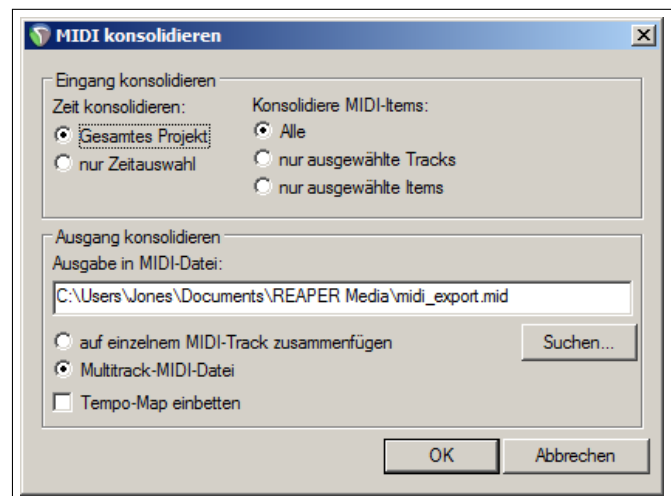 MIDI konsolidieren
Eingang konsolidieren
Zeit konsolidieren:
Gesamtes Projekt
nur Zeitauswahl
Konsolidiere MIDI-Items:
Alle
nur ausgewählte Tracks
nur ausgewählte Items
Ausgang konsolidieren
Ausgabe in MIDI-Datei:
C:\Users\Jones\Documents\REAPER Media\midi_export.mid
auf einzelnem MIDI-Track zusammenfügen
Suchen...
Multitrack-MIDI-Datei
Tempo-Map einbetten
OK
Abbrechen